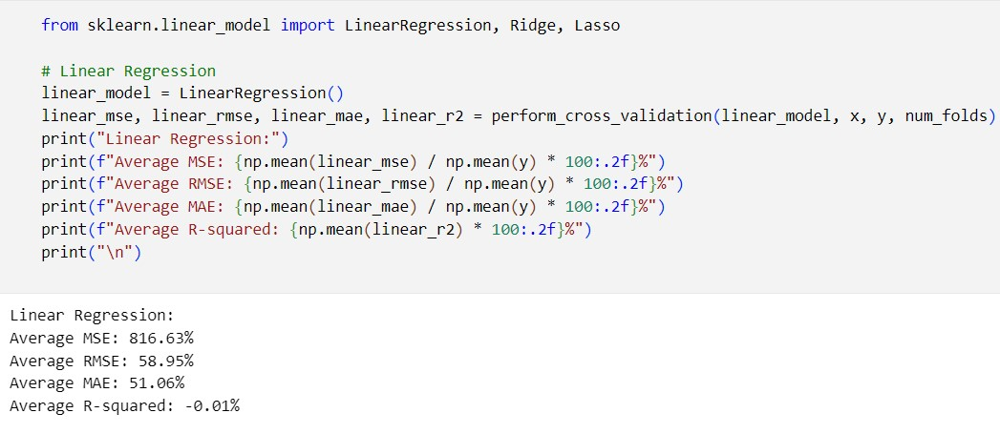 from sklearn.linear_model import LinearRegression, Ridge, Lasso
# Linear Regression
linear_model = LinearRegression()
linear_mse, linear_rmse, linear_mae, linear_r2 = perform_cross_validation(linear_model, x, y, num_folds)
print("Linear Regression:")
print(f"Average MSE: {np.mean(linear_mse) / np.mean(y) * 100:.2f}%")
print(f"Average RMSE: {np.mean(linear_rmse) / np.mean(y) * 100:.2f}%")
print(f"Average MAE: {np.mean(linear_mae) / np.mean(y) * 100:.2f}%")
print(f"Average R-squared: {np.mean(linear_r2) * 100:.2f}%")
print("\n")
Linear Regression:
Average MSE: 816.63%
Average RMSE: 58.95%
Average MAE: 51.06%
Average R-squared: -0.01%